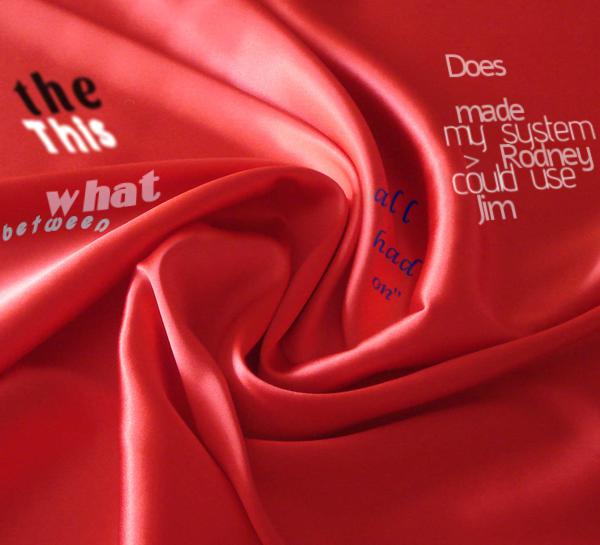 the
This
what
between
all
had
on"
Does
made
my system
> Rodney
could use
Jim